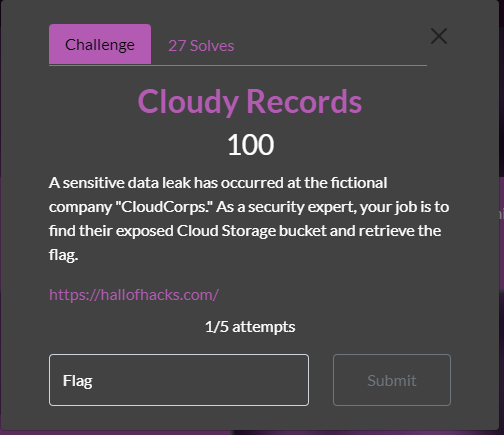 Challenge
27 Solves
Cloudy Records
100
A sensitive data leak has occurred at the fictional
company "CloudCorps." As a security expert, your job is to
find their exposed Cloud Storage bucket and retrieve the
flag.
https://hallofhacks.com/
1/5 attempts
Flag
Submit